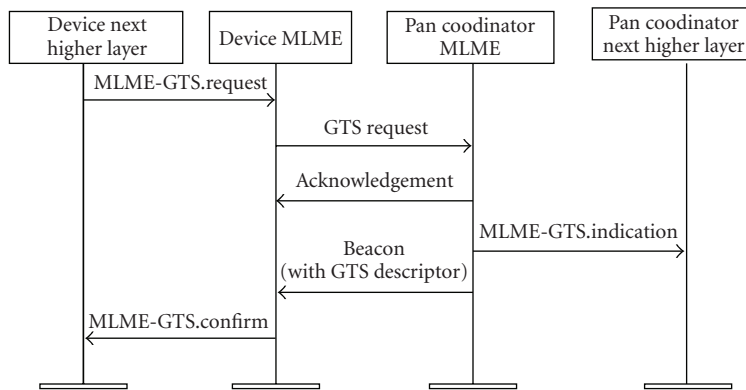 Device next
higher layer
Device MLME
Pan coodinator
MLME
Pan coodinator
next higher layer
MLME-GTS.request
GTS request
Acknowledgement
MLME-GTS.indication
Beacon
(with GTS descriptor)
MLME-GTS.confirm